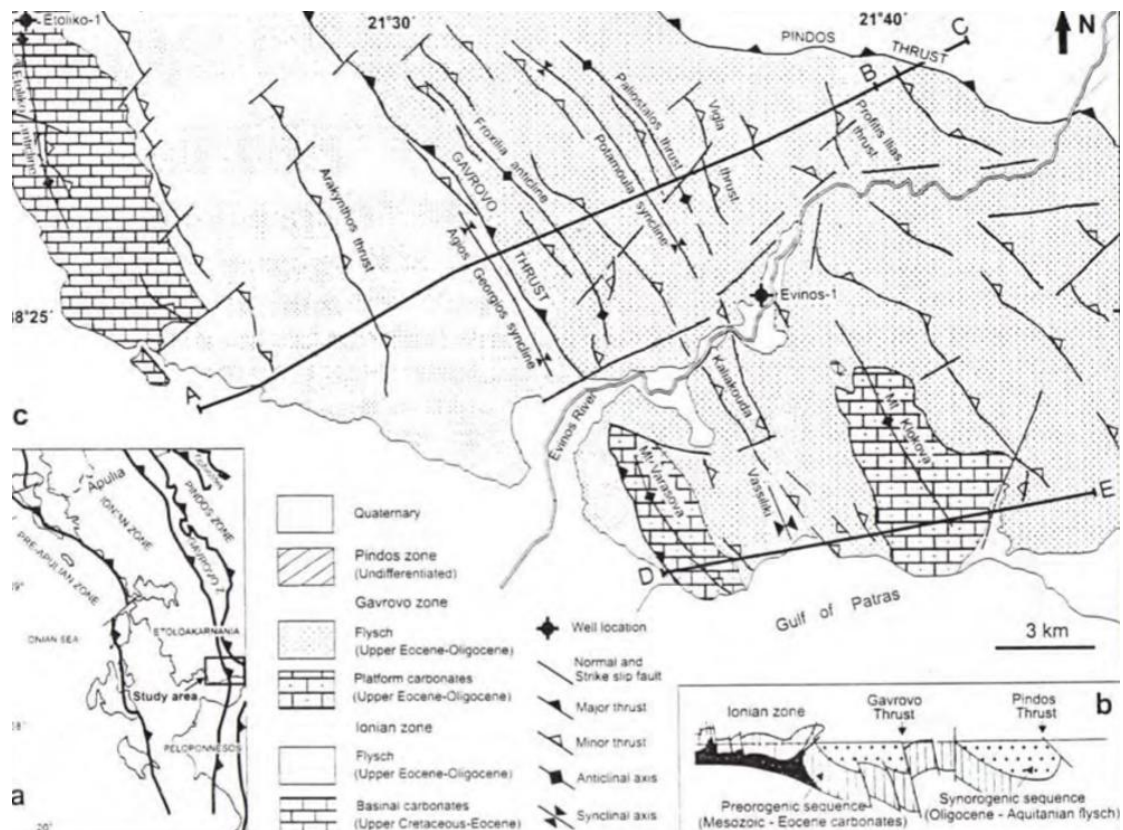 Etoliko-1
21°30'
21°40'
C
N
PINDOS
THRUST
B
Etoliko anticline
Arakynthos thrust
Froxilia anticline
GAVROVO
THRUST
Agios Georgios syncline
Potamoula syncline
Paliostalos thrust
Vigla
thrust
Profitis Ilias
thrust
Evinos-1
38°25'
A
c
Evinos River
Kaliakouda
Vassiliki
Mt. Varasova
Mt. Klokova
D
E
Gulf of Patras
3 km
Apulia
IONIAN ZONE
PINDOS ZONE
GAVROVO Z.
PRE-APULIAN ZONE
IONIAN SEA
ETOLOAKARNANIA
Study area
PELOPONNESOS
a
Quaternary
Pindos zone
(Undifferentiated)
Gavrovo zone
Flysch
(Upper Eocene-Oligocene)
Platform carbonates
(Upper Eocene-Oligocene)
Ionian zone
Flysch
(Upper Eocene-Oligocene)
Basinal carbonates
(Upper Cretaceous-Eocene)
Well location
Normal and
Strike slip fault
Major thrust
Minor thrust
Anticlinal axis
Synclinal axis
Ionian zone
Gavrovo
Thrust
Pindos
Thrust
b
Preorogenic sequence
(Mesozoic - Eocene carbonates)
Synorogenic sequence
(Oligocene - Aquitanian flysch)